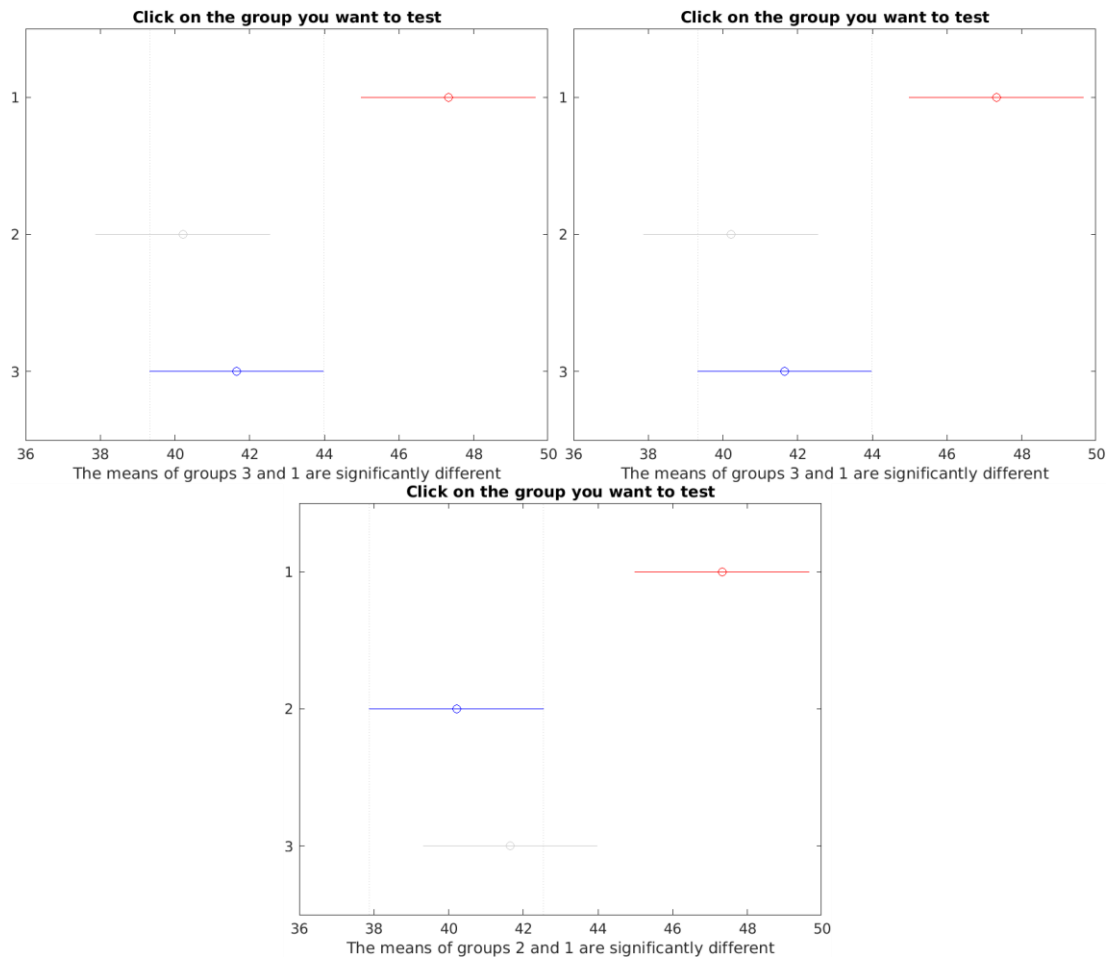 Click on the group you want to test
1
2
3
36 38 40 42 44 46 48 50
The means of groups 3 and 1 are significantly different
Click on the group you want to test
1
2
3
36 38 40 42 44 46 48 50
The means of groups 3 and 1 are significantly different
Click on the group you want to test
1
2
3
36 38 40 42 44 46 48 50
The means of groups 2 and 1 are significantly different